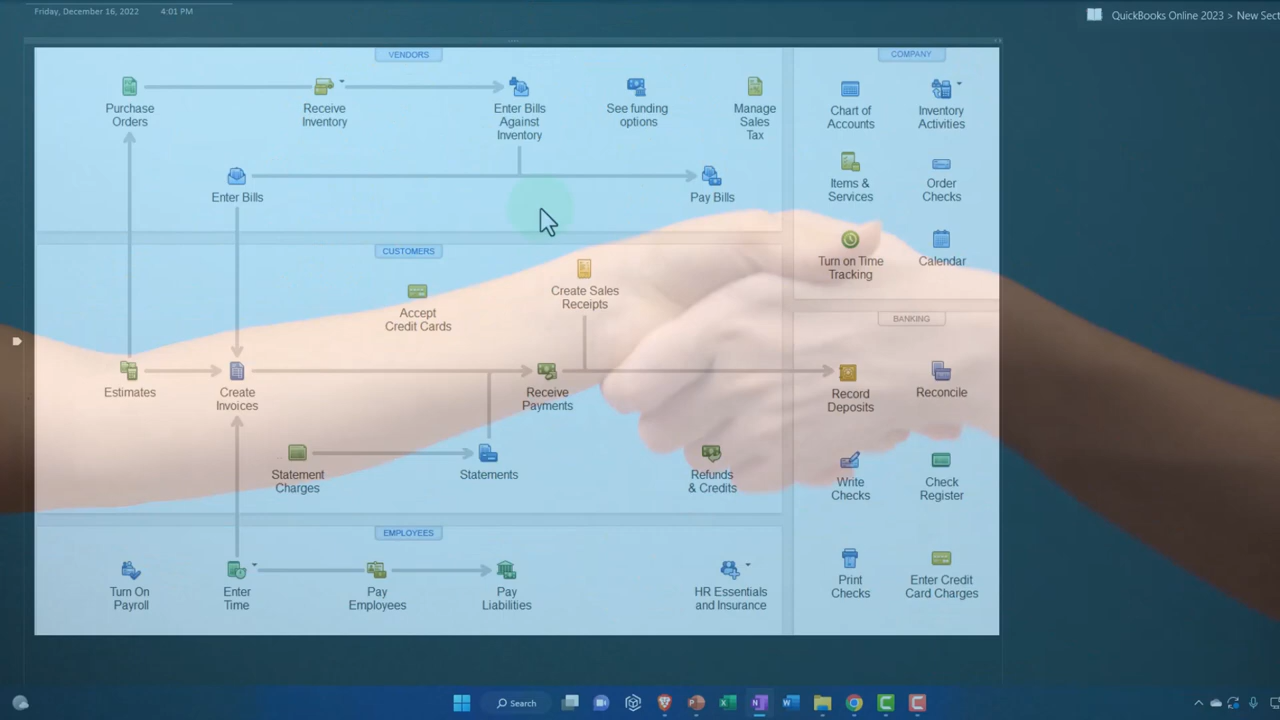 Friday, December 16, 2022 4:01 PM
QuickBooks Online 2023 > New Sect
VENDORS
Purchase
Orders
Receive
Inventory
Enter Bills
Against
Inventory
See funding
options
Manage
Sales
Tax
Enter Bills
Pay Bills
CUSTOMERS
Accept
Credit Cards
Create Sales
Receipts
Estimates
Create
Invoices
Receive
Payments
Statement
Charges
Statements
Refunds
& Credits
EMPLOYEES
Turn On
Payroll
Enter
Time
Pay
Employees
Pay
Liabilities
HR Essentials
and Insurance
COMPANY
Chart of
Accounts
Inventory
Activities
Items &
Services
Order
Checks
Turn on Time
Tracking
Calendar
BANKING
Record
Deposits
Reconcile
Write
Checks
Check
Register
Print
Checks
Enter Credit
Card Charges
Search